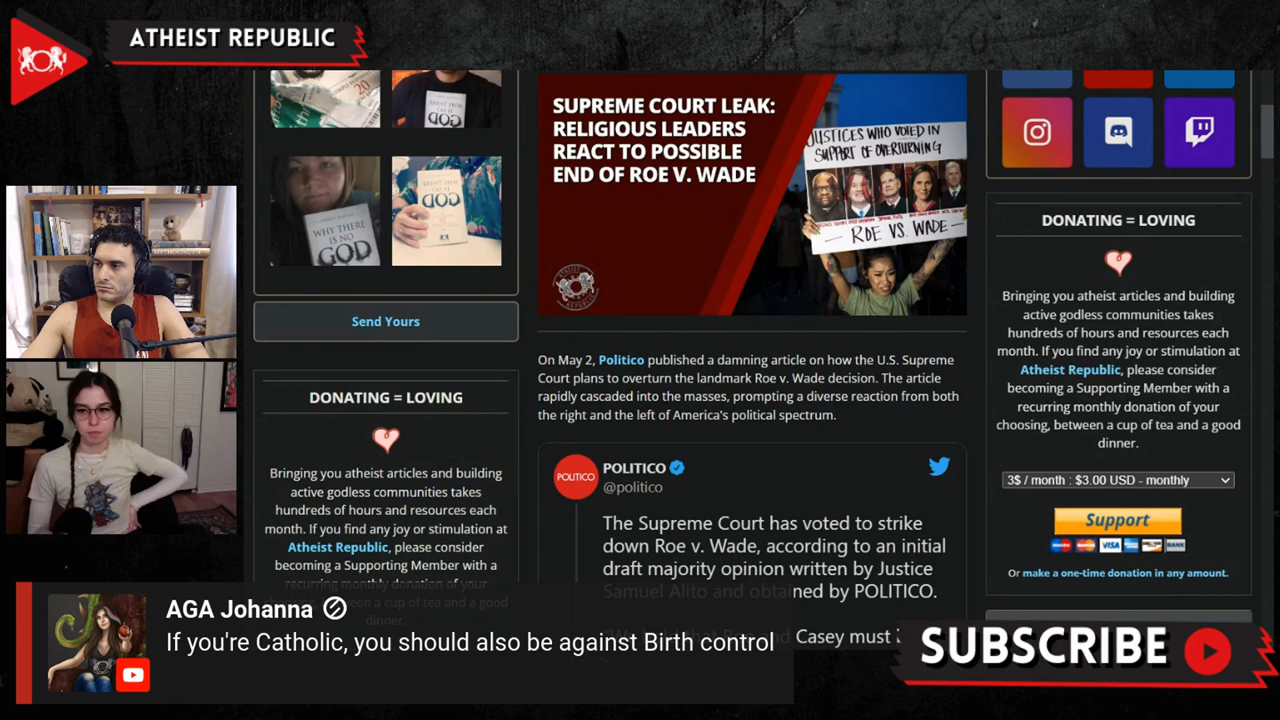 ATHEIST REPUBLIC
SUPREME COURT LEAK:
RELIGIOUS LEADERS
REACT TO POSSIBLE
END OF ROE V. WADE
JUSTICES WHO VOTED IN
SUPPORT OF OVERTURNING
ROE VS. WADE
WHY THERE
IS NO
GOD
Send Yours
On May 2, Politico published a damning article on how the U.S. Supreme
Court plans to overturn the landmark Roe v. Wade decision. The article
rapidly cascaded into the masses, prompting a diverse reaction from both
the right and the left of America's political spectrum.
DONATING = LOVING
Bringing you atheist articles and building
active godless communities takes
hundreds of hours and resources each
month. If you find any joy or stimulation at
Atheist Republic, please consider
becoming a Supporting Member with a
recurring monthly donation of your
POLITICO
@politico
The Supreme Court has voted to strike
down Roe v. Wade, according to an initial
draft majority opinion written by Justice
Samuel Alito and obtained by POLITICO.
Casey must
DONATING = LOVING
Bringing you atheist articles and building
active godless communities takes
hundreds of hours and resources each
month. If you find any joy or stimulation at
Atheist Republic, please consider
becoming a Supporting Member with a
recurring monthly donation of your
choosing, between a cup of tea and a good
dinner.
3$ / month : $3.00 USD - monthly
Support
VISA
BANK
Or make a one-time donation in any amount.
AGA Johanna
If you're Catholic, you should also be against Birth control
SUBSCRIBE